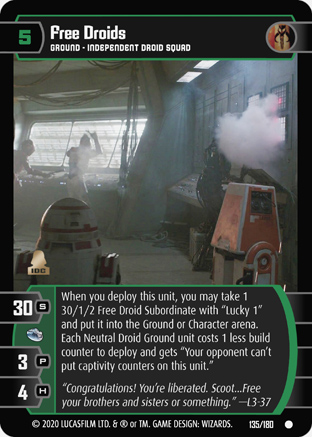 5
Free Droids
GROUND - INDEPENDENT DROID SQUAD
IDC
30 S
3 P
4 H
When you deploy this unit, you may take 1
30/1/2 Free Droid Subordinate with “Lucky 1”
and put it into the Ground or Character arena.
Each Neutral Droid Ground unit costs 1 less build
counter to deploy and gets “Your opponent can’t
put captivity counters on this unit.”
“Congratulations! You’re liberated. Scoot...Free
your brothers and sisters or something.” —L3-37
© 2020 LUCASFILM LTD. & ® or TM. GAME DESIGN: WIZARDS.
135/180